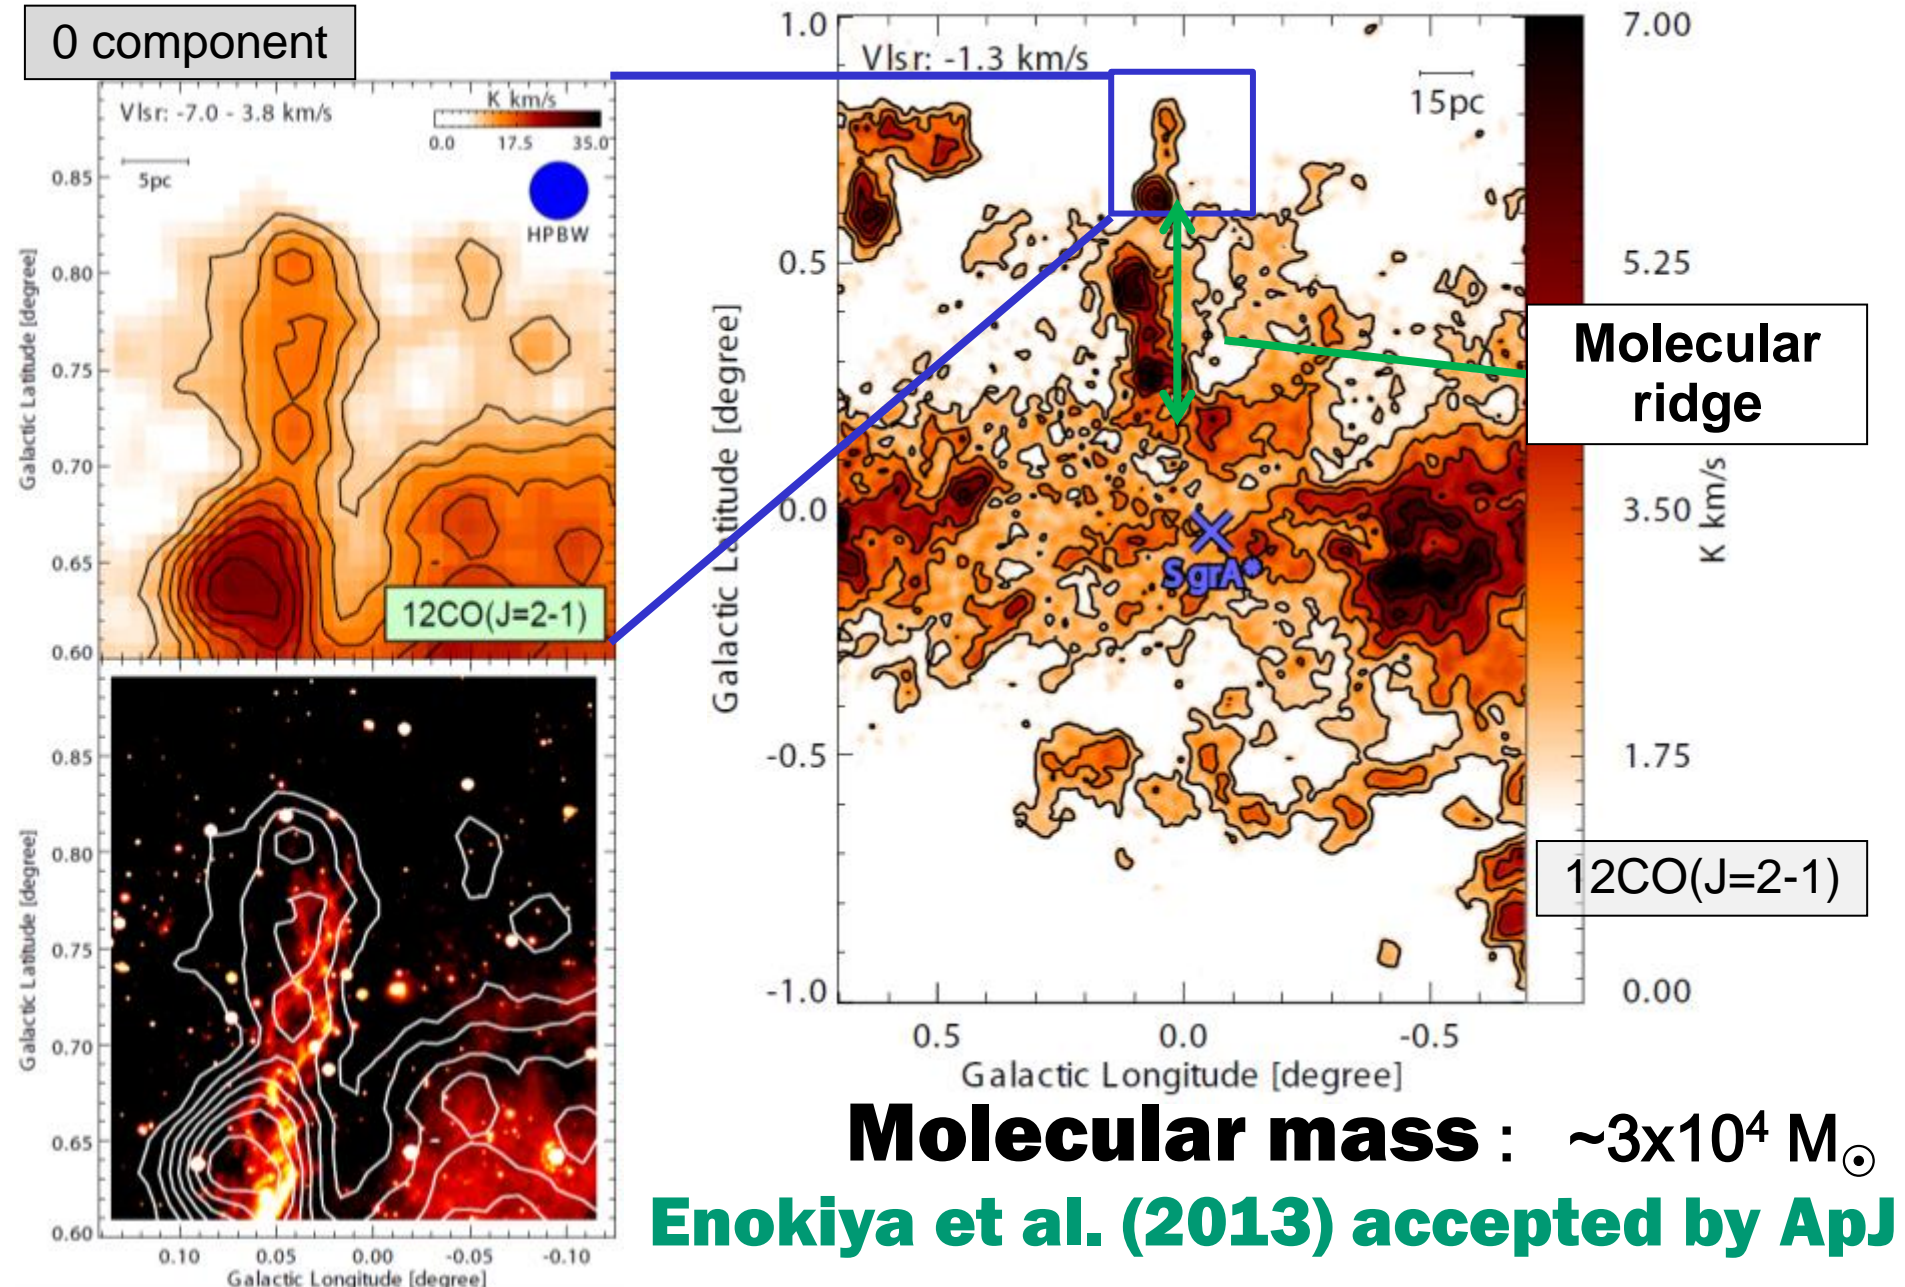 0 component
Vlsr: -7.0 - 3.8 km/s
K km/s
0.0 17.5 35.0
5pc
HPBW
0.85
0.80
0.75
0.70
0.65
0.60
Galactic Latitude [degree]
12CO(J=2-1)
0.85
0.80
0.75
0.70
0.65
0.60
Galactic Latitude [degree]
0.10 0.05 0.00 -0.05 -0.10
Galactic Longitude [degree]
Vlsr: -1.3 km/s
15pc
1.0
0.5
0.0
-0.5
-1.0
Galactic Latitude [degree]
SgrA*
0.5 0.0 -0.5
Galactic Longitude [degree]
7.00
5.25
3.50
1.75
0.00
K km/s
Molecular
ridge
12CO(J=2-1)
Molecular mass : ~3x10⁴ M☉
Enokiya et al. (2013) accepted by ApJ